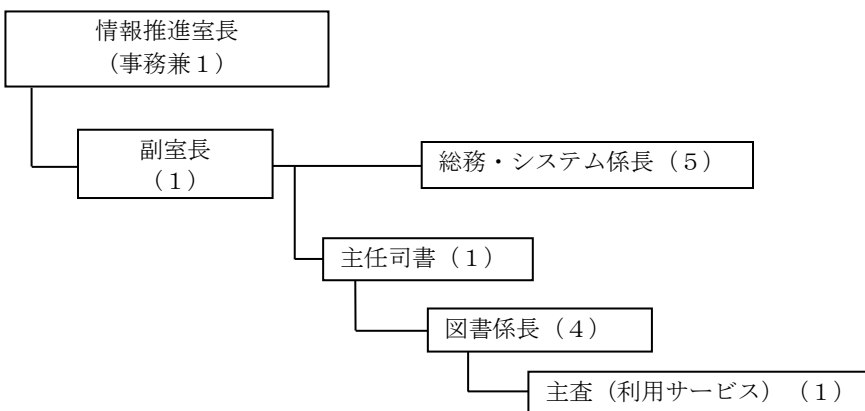 情報推進室長
（事務兼１）
副室長
（１）
総務・システム係長（５）
主任司書（１）
図書係長（４）
主査（利用サービス）（１）